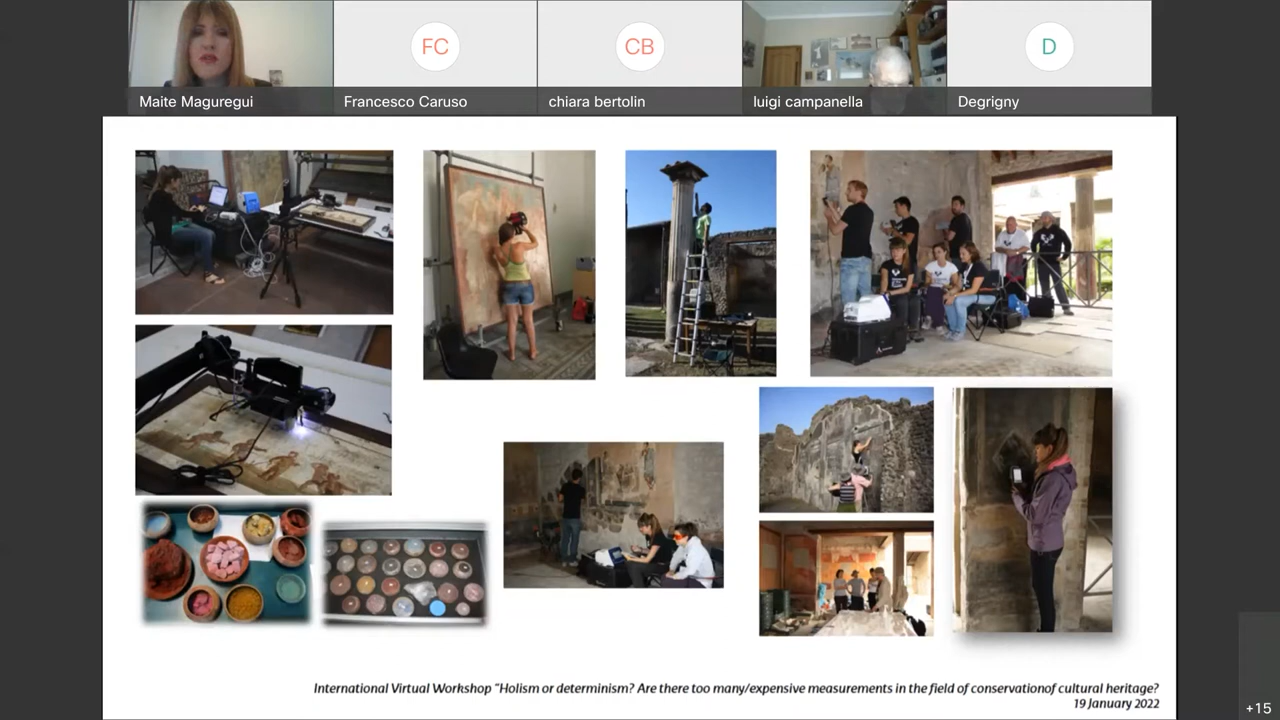 FC
CB
D
Maite Maguregui
Francesco Caruso
chiara bertolin
luigi campanella
Degrigny
International Virtual Workshop "Holism or determinism? Are there too many/expensive measurements in the field of conservationof cultural heritage?
19 January 2022
+15